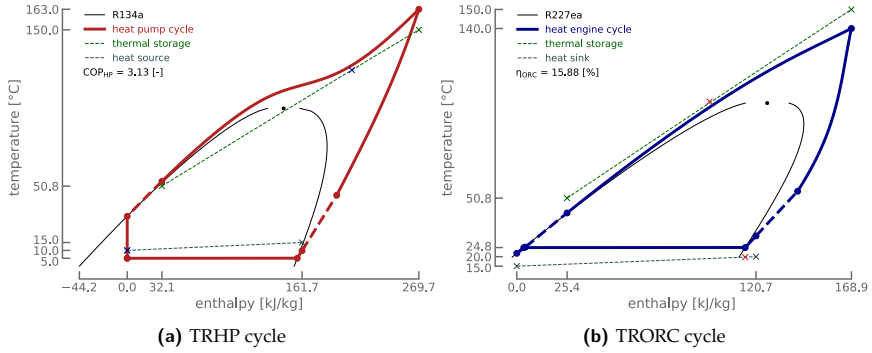 R134a
heat pump cycle
thermal storage
heat source
COP_HP = 3.13 [-]
163.0
150.0
50.8
15.0
10.0
5.0
temperature [°C]
−44.2 0.0 32.1 161.7 269.7
enthalpy [kJ/kg]
(a) TRHP cycle
R227ea
heat engine cycle
thermal storage
heat sink
η_ORC = 15.88 [%]
150.0
140.0
50.8
24.8
20.0
15.0
temperature [°C]
0.0 25.4 120.7 168.9
enthalpy [kJ/kg]
(b) TRORC cycle